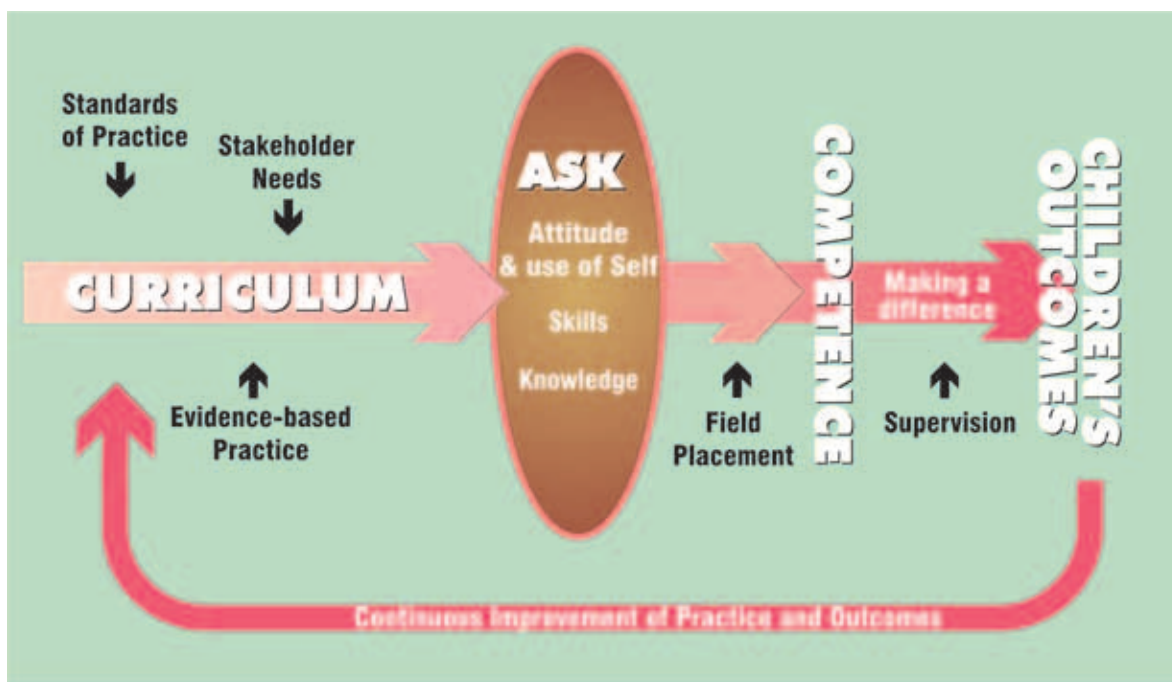 Standards
of Practice
Stakeholder
Needs
CURRICULUM
Evidence-based
Practice
ASK
Attitude
& use of Self
Skills
Knowledge
Field
Placement
COMPETENCE
Making a
difference
Supervision
CHILDREN'S
OUTCOMES
Continuous Improvement of Practice and Outcomes